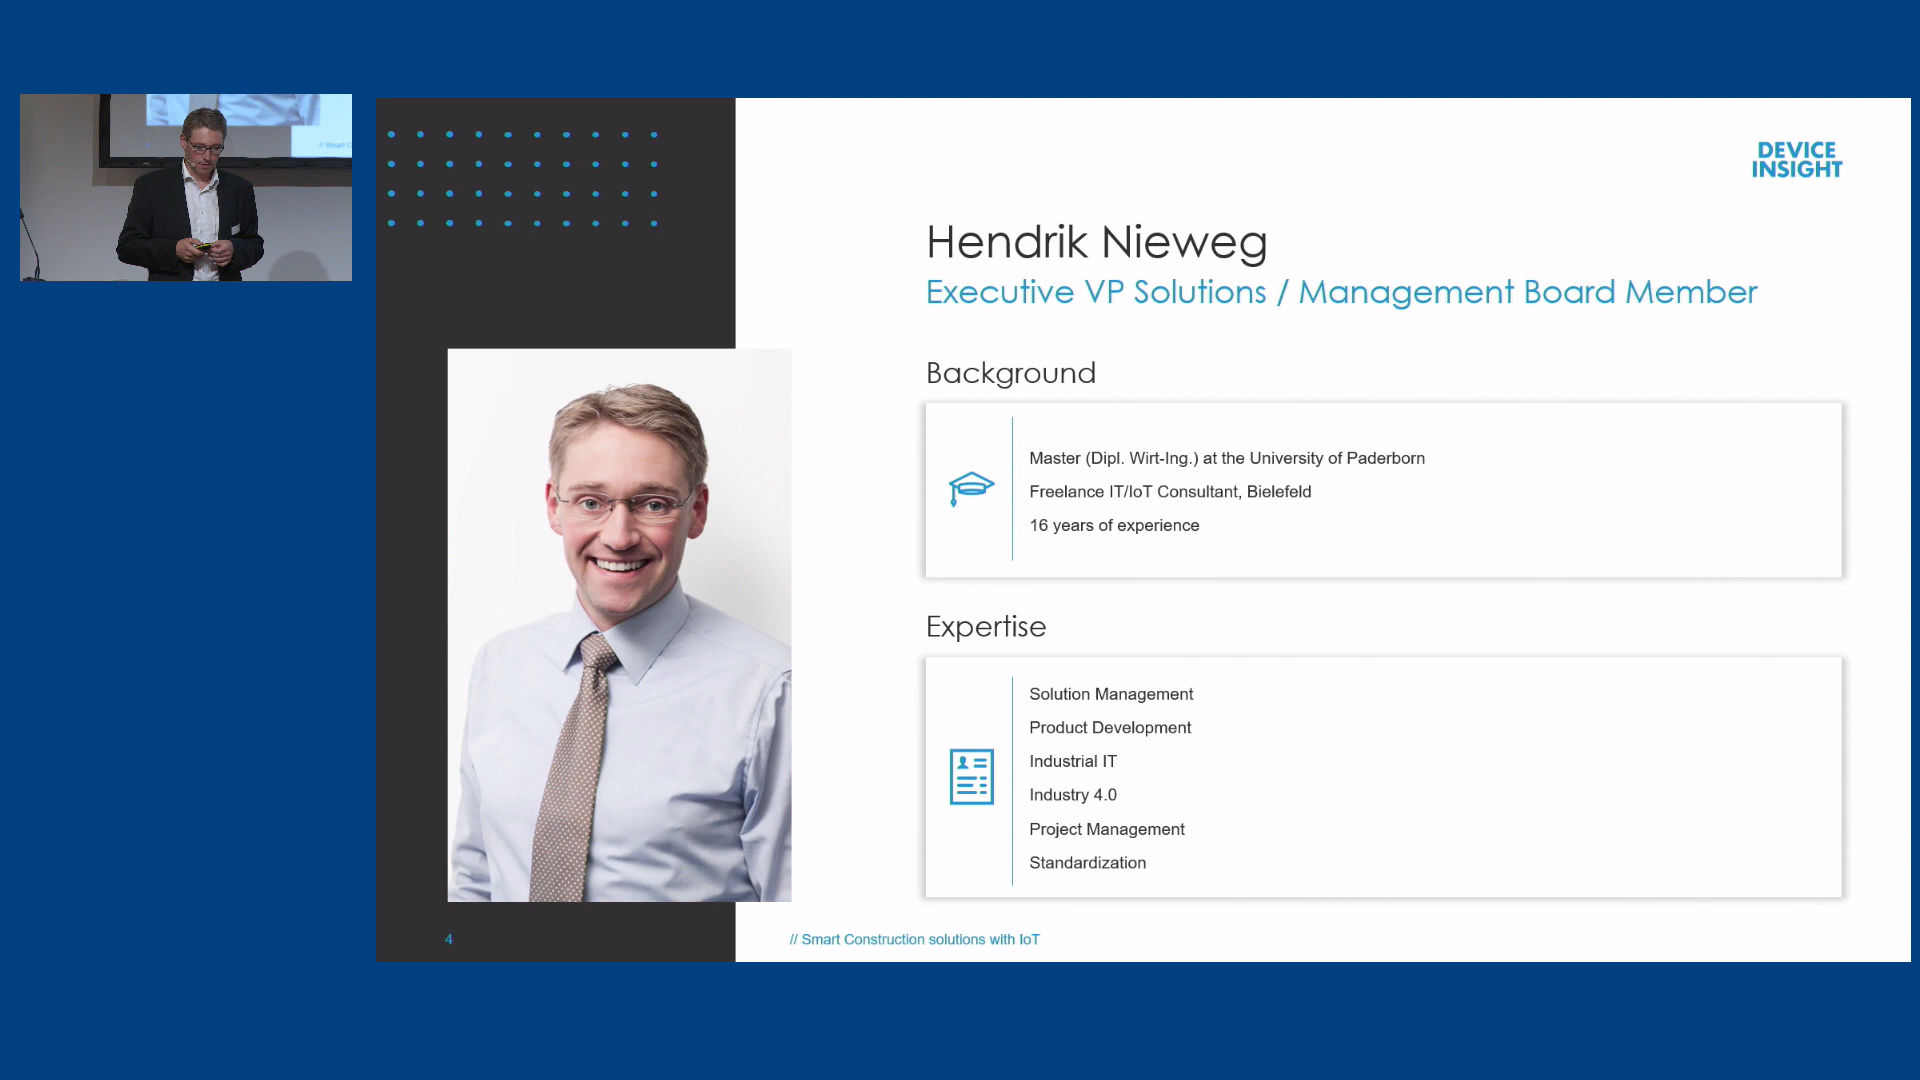 DEVICE
INSIGHT
Hendrik Nieweg
Executive VP Solutions / Management Board Member
Background
Master (Dipl. Wirt-Ing.) at the University of Paderborn
Freelance IT/IoT Consultant, Bielefeld
16 years of experience
Expertise
Solution Management
Product Development
Industrial IT
Industry 4.0
Project Management
Standardization
4
// Smart Construction solutions with IoT